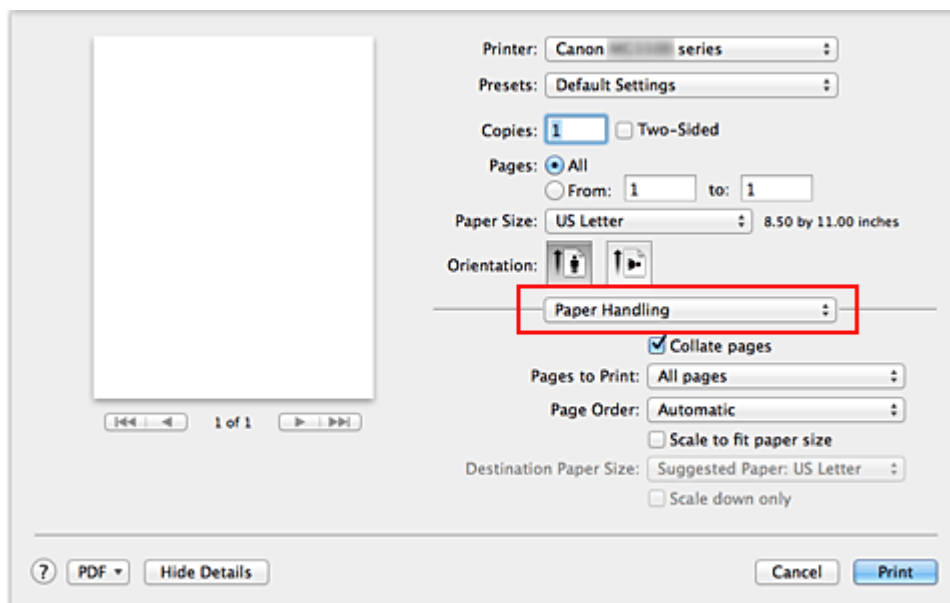 Printer: Canon series
Presets: Default Settings
Copies: 1 Two-Sided
Pages: All
From: 1 to: 1
Paper Size: US Letter 8.50 by 11.00 inches
Orientation:
Paper Handling
Collate pages
Pages to Print: All pages
Page Order: Automatic
Scale to fit paper size
Destination Paper Size: Suggested Paper: US Letter
Scale down only
1 of 1
? PDF Hide Details Cancel Print